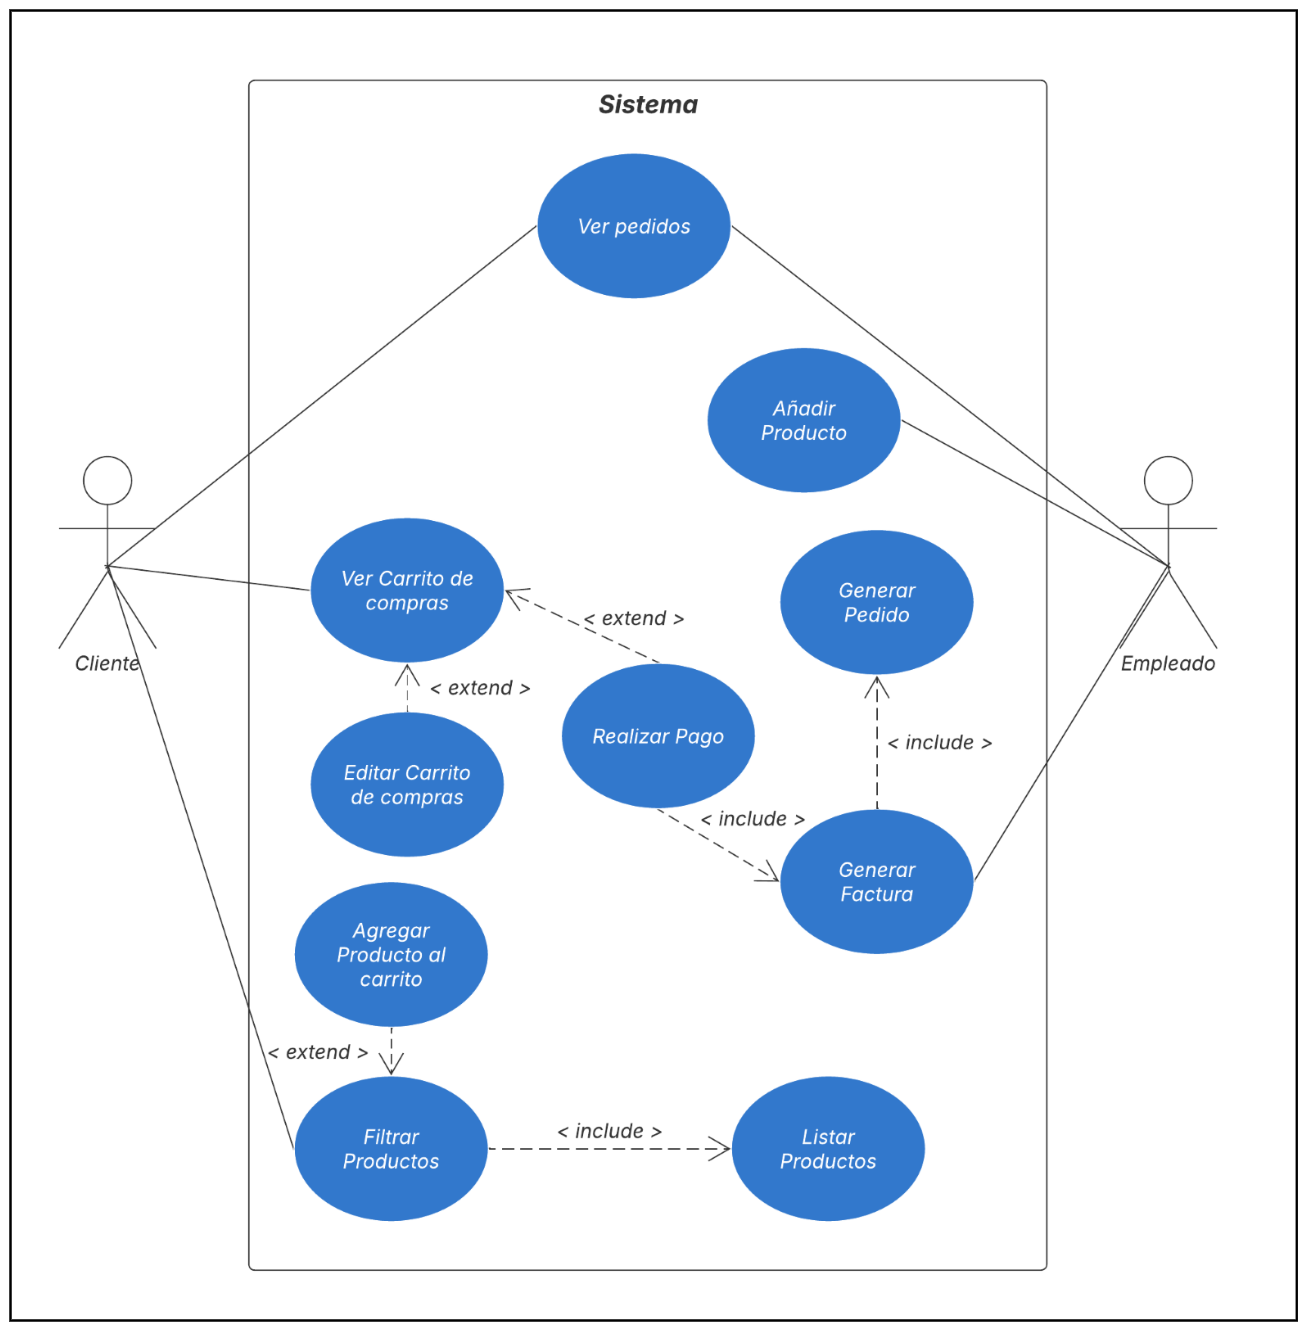 Sistema
Ver pedidos
Añadir
Producto
Ver Carrito de
compras
Generar
Pedido
< extend >
Cliente
Empleado
< extend >
Realizar Pago
< include >
Editar Carrito
de compras
< include >
Generar
Factura
Agregar
Producto al
carrito
< extend >
Filtrar
Productos
< include >
Listar
Productos